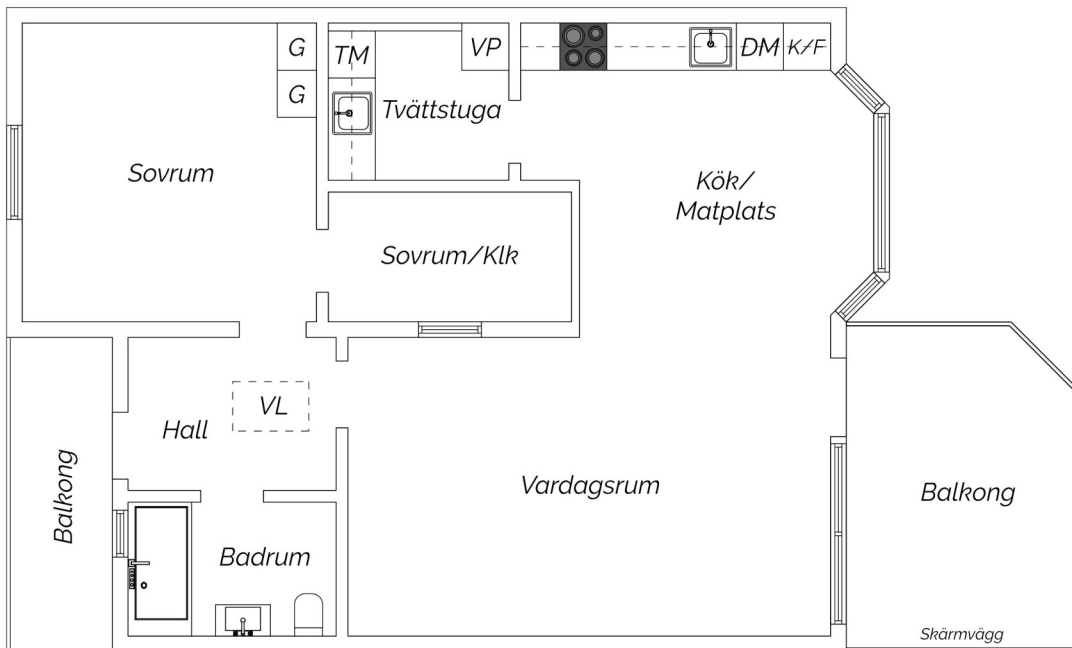 G
TM
VP
DM
K/F
G
Tvättstuga
Sovrum
Kök/
Matplats
Sovrum/Klk
VL
Hall
Balkong
Vardagsrum
Balkong
Badrum
Skärmvägg